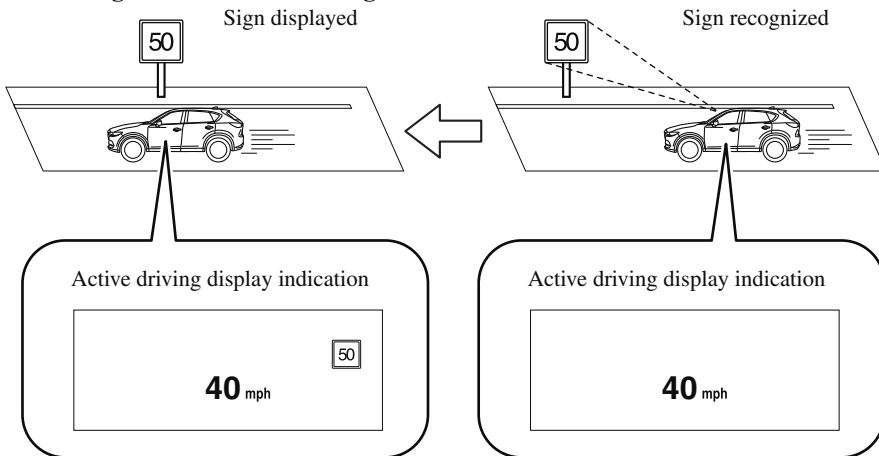 Sign displayed
50
Sign recognized
50
Active driving display indication
50
40 mph
Active driving display indication
40 mph